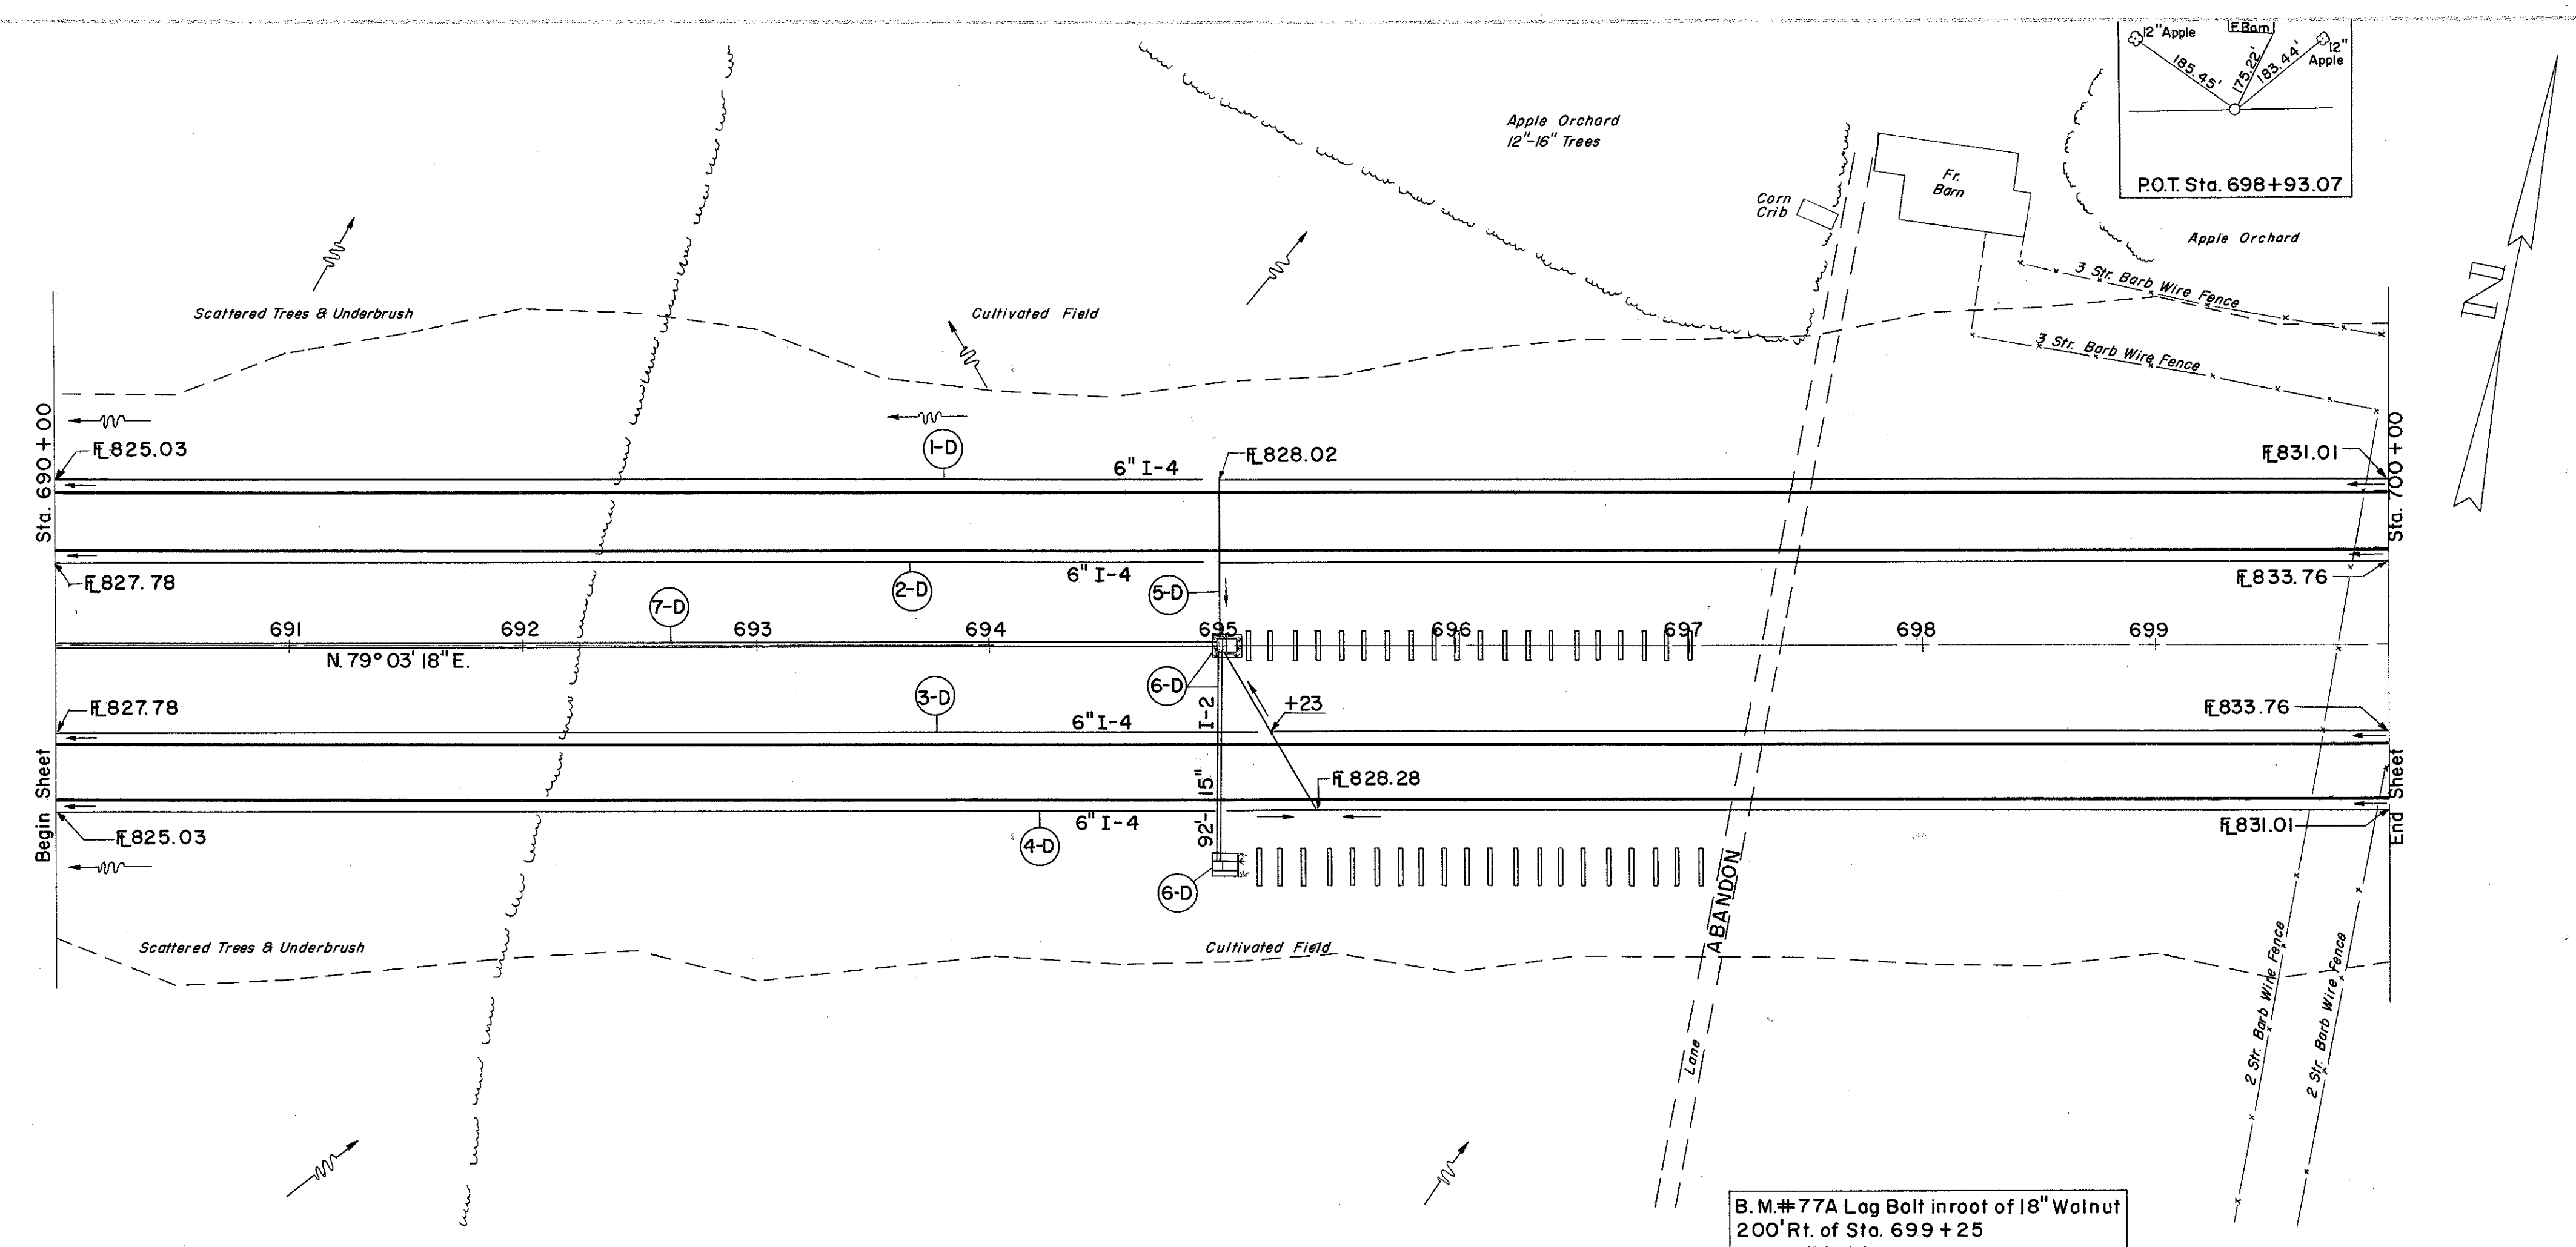 12" Apple
F. Barn
12"
Apple
185.45'
175.22'
183.44'
P.O.T. Sta. 698+93.07
Apple Orchard
12"-16" Trees
Fr.
Barn
Corn
Crib
Apple Orchard
3 Str. Barb Wire Fence
3 Str. Barb Wire Fence
N
Scattered Trees & Underbrush
Cultivated Field
Sta. 690+00
Sta. 700+00
FL 825.03
1-D
6" I-4
FL 828.02
FL 831.01
FL 827.78
2-D
6" I-4
5-D
FL 833.76
7-D
691
692
693
694
695
696
697
698
699
N. 79° 03' 18" E.
6-D
3-D
FL 827.78
6" I-4
92'- 15" I-2
+23
FL 833.76
FL 828.28
Begin Sheet
End Sheet
FL 825.03
6" I-4
4-D
FL 831.01
6-D
ABANDON
Scattered Trees & Underbrush
Cultivated Field
Lane
2 Str. Barb Wire Fence
2 Str. Barb Wire Fence
B.M.#77A Lag Bolt in root of 18" Walnut
200' Rt. of Sta. 699+25